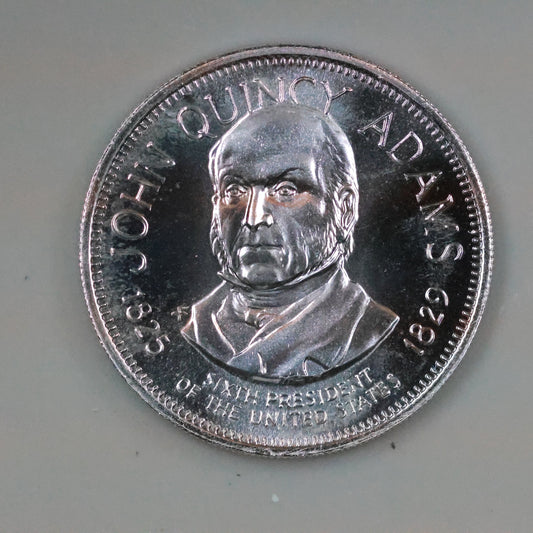 JOHN QUINCY ADAMS
1825
1829
SIXTH PRESIDENT
OF THE UNITED STATES